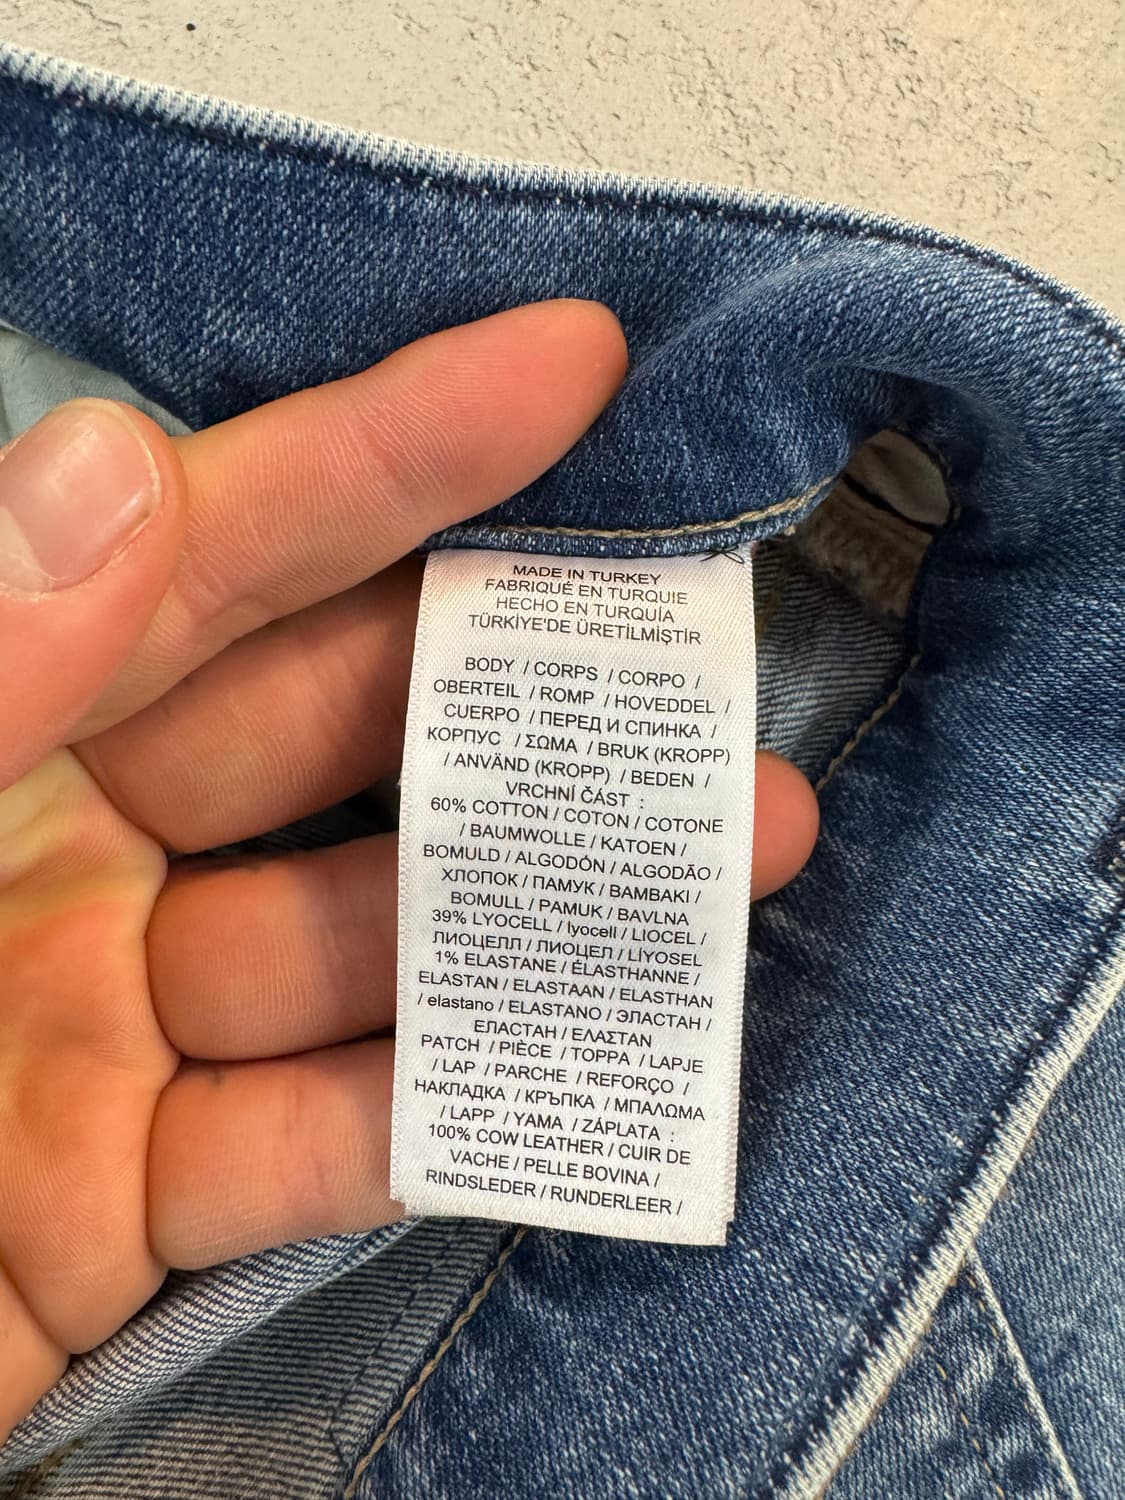 MADE IN TURKEY
FABRIQUÉ EN TURQUIE
HECHO EN TURQUÍA
TÜRKİYE'DE ÜRETİLMİŞTİR
BODY / CORPS / CORPO /
OBERTEIL / ROMP / HOVEDDEL /
CUERPO / ПЕРЕД И СПИНКА /
КОРПУС / ΣΩΜΑ / BRUK (KROPP)
/ ANVÄND (KROPP) / BEDEN /
VRCHNÍ ČÁST :
60% COTTON / COTON / COTONE
/ BAUMWOLLE / KATOEN /
BOMULD / ALGODÓN / ALGODÃO /
ХЛОПОК / ПАМУК / ΒΑΜΒΑΚΙ /
BOMULL / PAMUK / BAVLNA
39% LYOCELL / lyocell / LIOCEL /
ЛИОЦЕЛЛ / ЛИОЦЕЛ / LİYOSEL
1% ELASTANE / ÉLASTHANNE /
ELASTAN / ELASTAAN / ELASTHAN
/ elastano / ELASTANO / ЭЛАСТАН /
ЕЛАСТАН / ΕΛΑΣΤΑΝ
PATCH / PIÈCE / TOPPA / LAPJE
/ LAP / PARCHE / REFORÇO /
НАКЛАДКА / КРЪПКА / ΜΠΑΛΩΜΑ
/ LAPP / YAMA / ZÁPLATA :
100% COW LEATHER / CUIR DE
VACHE / PELLE BOVINA /
RINDSLEDER / RUNDERLEER /